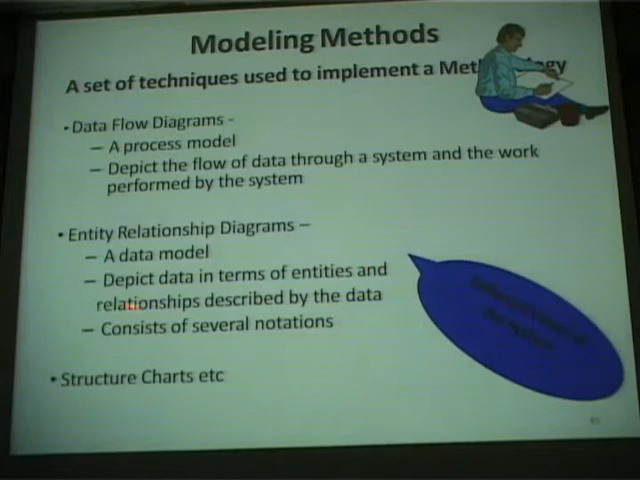 Modeling Methods
A set of techniques used to implement a
• Data Flow Diagrams -
– A process model
– Depict the flow of data through a system and the work
performed by the system
• Entity Relationship Diagrams –
– A data model
– Depict data in terms of entities and
relationships described by the data
– Consists of several notations
• Structure Charts etc